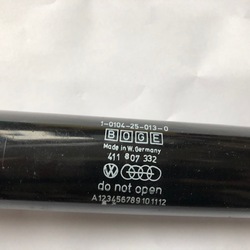 1-0104-25-013-0
BOGE
Made in W. Germany
411 807 332
do not open
A123456789101112